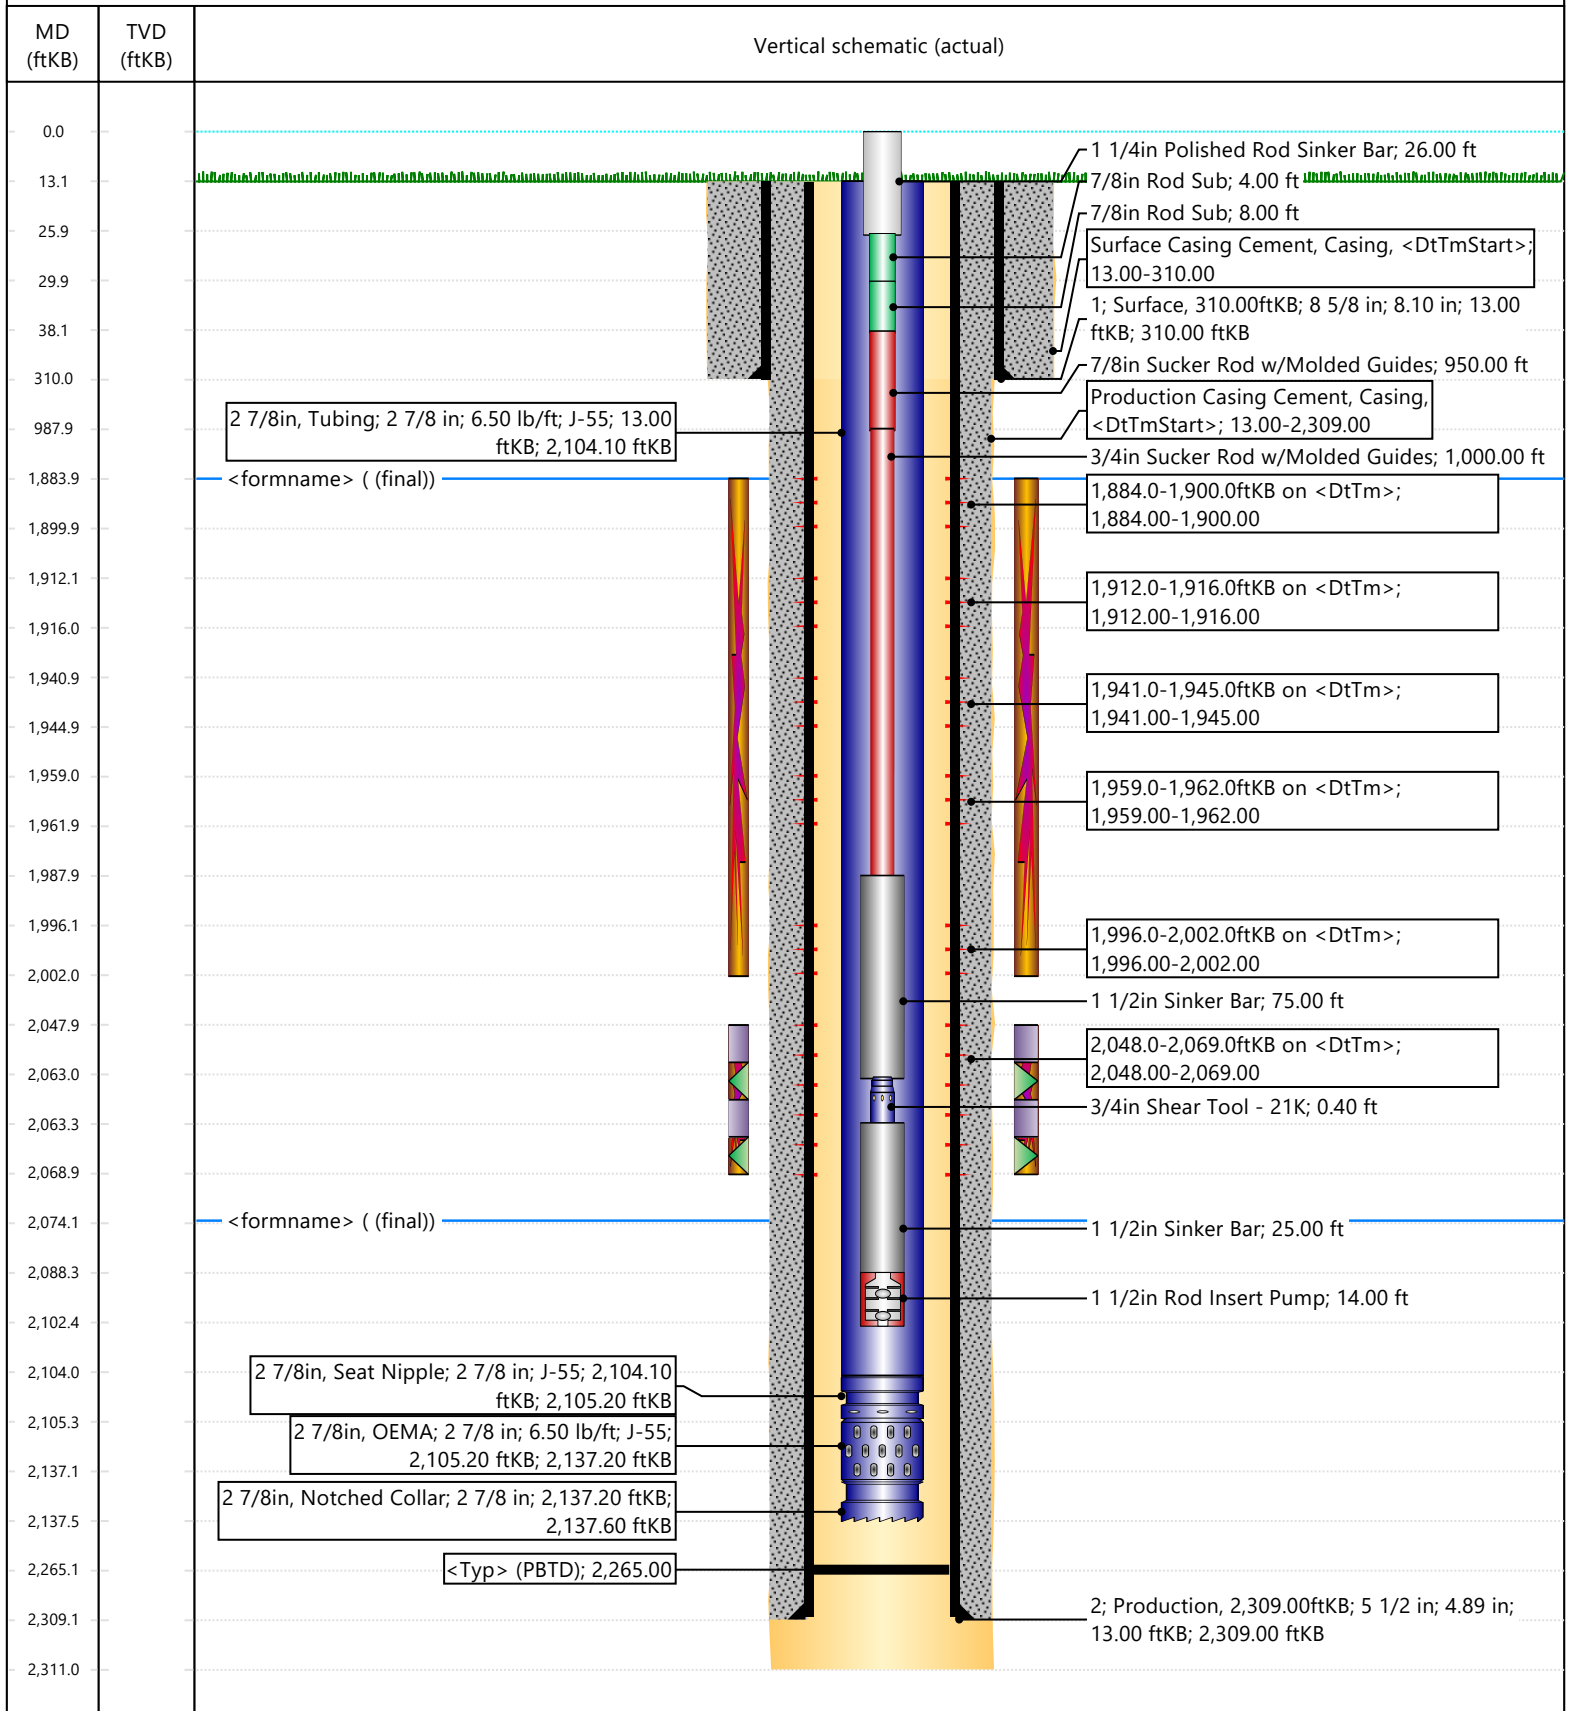 MD
(ftKB)
TVD
(ftKB)
Vertical schematic (actual)
0.0
13.1
25.9
29.9
38.1
310.0
987.9
1,883.9
1,899.9
1,912.1
1,916.0
1,940.9
1,944.9
1,959.0
1,961.9
1,987.9
1,996.1
2,002.0
2,047.9
2,063.0
2,063.3
2,068.9
2,074.1
2,088.3
2,102.4
2,104.0
2,105.3
2,137.1
2,137.5
2,265.1
2,309.1
2,311.0
2 7/8in, Tubing; 2 7/8 in; 6.50 lb/ft; J-55; 13.00
ftKB; 2,104.10 ftKB
<formname> ( (final))
<formname> ( (final))
2 7/8in, Seat Nipple; 2 7/8 in; J-55; 2,104.10
ftKB; 2,105.20 ftKB
2 7/8in, OEMA; 2 7/8 in; 6.50 lb/ft; J-55;
2,105.20 ftKB; 2,137.20 ftKB
2 7/8in, Notched Collar; 2 7/8 in; 2,137.20 ftKB;
2,137.60 ftKB
<Typ> (PBTD); 2,265.00
1 1/4in Polished Rod Sinker Bar; 26.00 ft
7/8in Rod Sub; 4.00 ft
7/8in Rod Sub; 8.00 ft
Surface Casing Cement, Casing, <DtTmStart>;
13.00-310.00
1; Surface, 310.00ftKB; 8 5/8 in; 8.10 in; 13.00
ftKB; 310.00 ftKB
7/8in Sucker Rod w/Molded Guides; 950.00 ft
Production Casing Cement, Casing,
<DtTmStart>; 13.00-2,309.00
3/4in Sucker Rod w/Molded Guides; 1,000.00 ft
1,884.0-1,900.0ftKB on <DtTm>;
1,884.00-1,900.00
1,912.0-1,916.0ftKB on <DtTm>;
1,912.00-1,916.00
1,941.0-1,945.0ftKB on <DtTm>;
1,941.00-1,945.00
1,959.0-1,962.0ftKB on <DtTm>;
1,959.00-1,962.00
1,996.0-2,002.0ftKB on <DtTm>;
1,996.00-2,002.00
1 1/2in Sinker Bar; 75.00 ft
2,048.0-2,069.0ftKB on <DtTm>;
2,048.00-2,069.00
3/4in Shear Tool - 21K; 0.40 ft
1 1/2in Sinker Bar; 25.00 ft
1 1/2in Rod Insert Pump; 14.00 ft
2; Production, 2,309.00ftKB; 5 1/2 in; 4.89 in;
13.00 ftKB; 2,309.00 ftKB